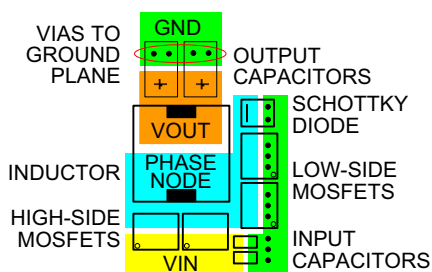 VIAS TO
GROUND
PLANE
GND
OUTPUT
CAPACITORS
VOUT
SCHOTTKY
DIODE
INDUCTOR
PHASE
NODE
LOW-SIDE
MOSFETS
HIGH-SIDE
MOSFETS
VIN
INPUT
CAPACITORS